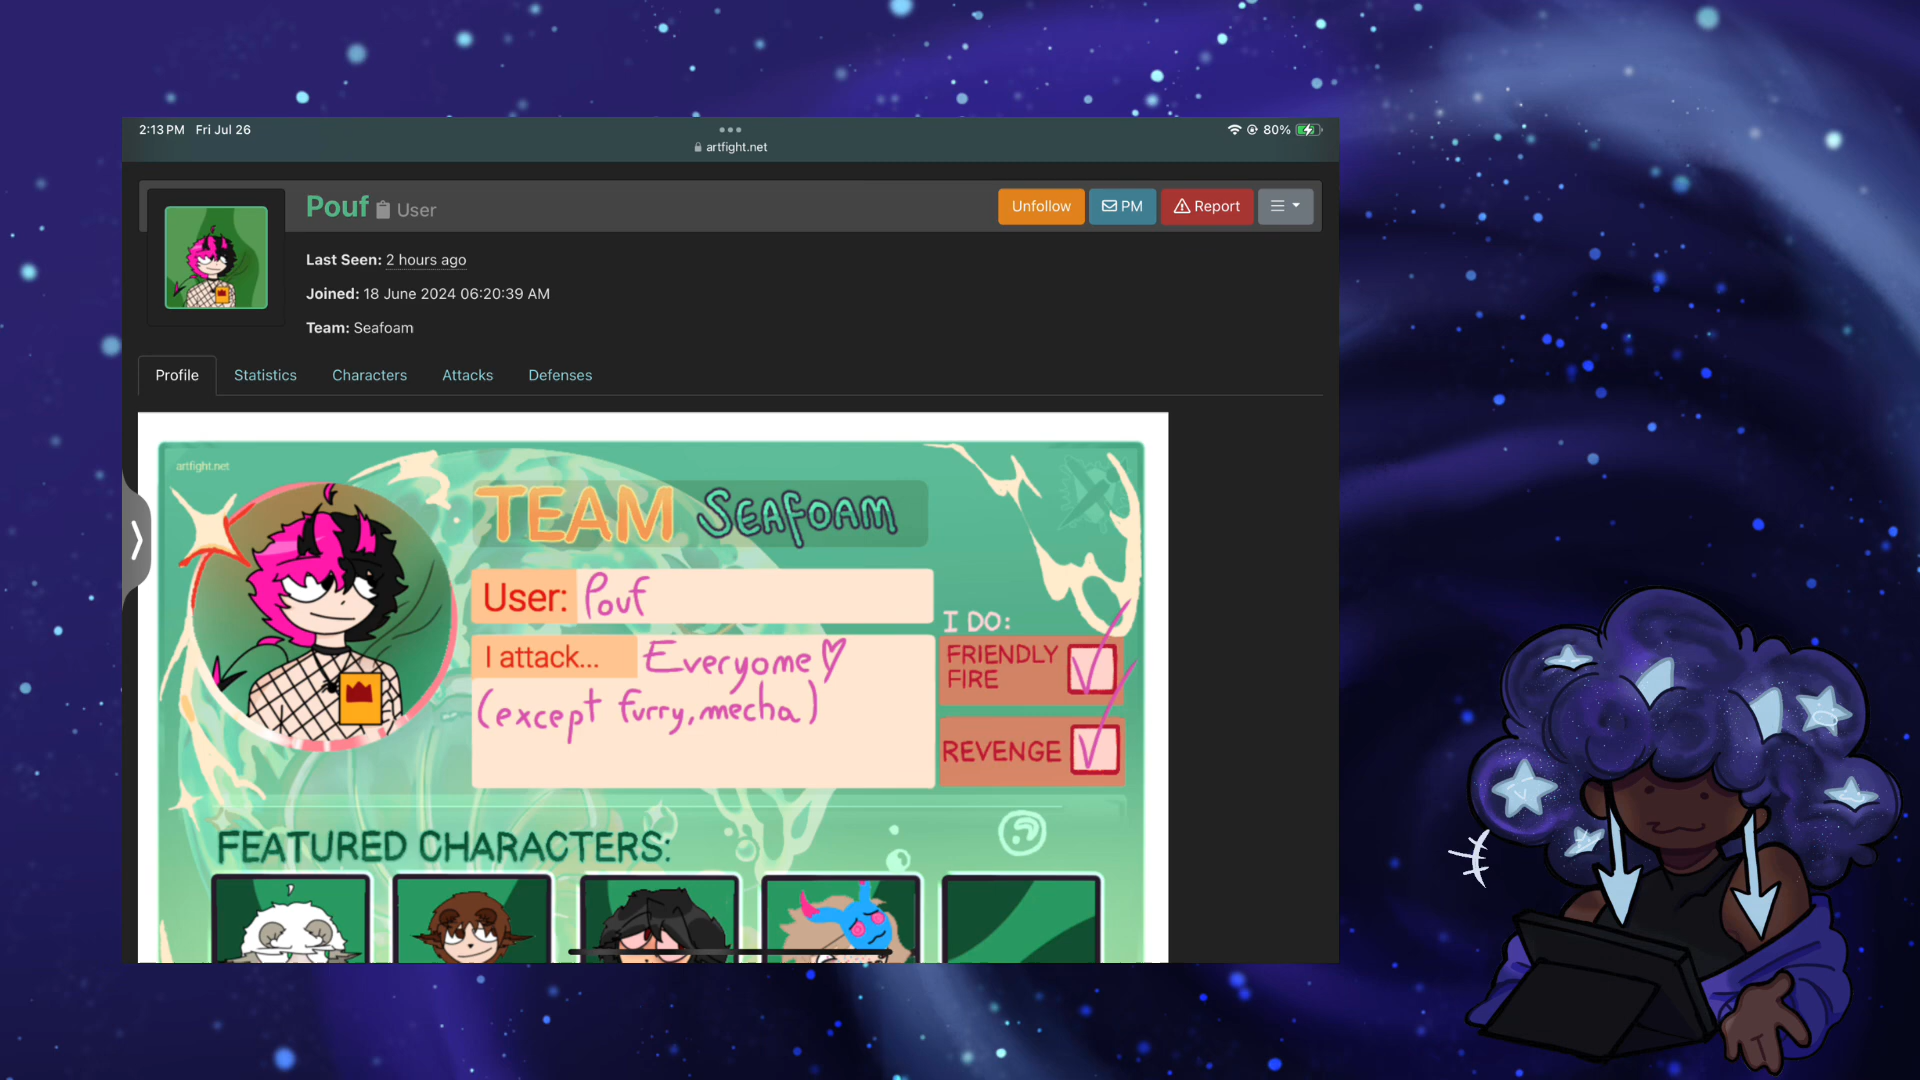 2:13 PM Fri Jul 26
80%
artfight.net
Pouf User
Unfollow PM Report
Last Seen: 2 hours ago
Joined: 18 June 2024 06:20:39 AM
Team: Seafoam
Profile Statistics Characters Attacks Defenses
artfight.net
TEAM SEAFOAM
User: Pouf
I DO:
I attack... Everyome
FRIENDLY
FIRE
(except furry, mecha)
REVENGE
FEATURED CHARACTERS: